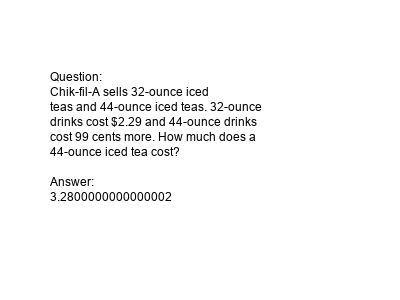 Question:
Chik-fil-A sells 32-ounce iced
teas and 44-ounce iced teas. 32-ounce
drinks cost $2.29 and 44-ounce drinks
cost 99 cents more. How much does a
44-ounce iced tea cost?

Answer:
3.2800000000000002